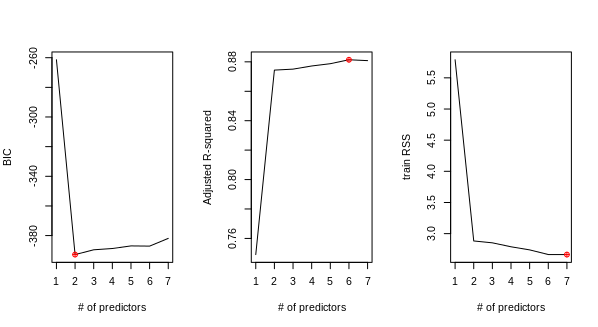 BIC
-260
-300
-340
-380
1 2 3 4 5 6 7
# of predictors
Adjusted R-squared
0.88
0.84
0.80
0.76
1 2 3 4 5 6 7
# of predictors
train RSS
5.5
5.0
4.5
4.0
3.5
3.0
1 2 3 4 5 6 7
# of predictors